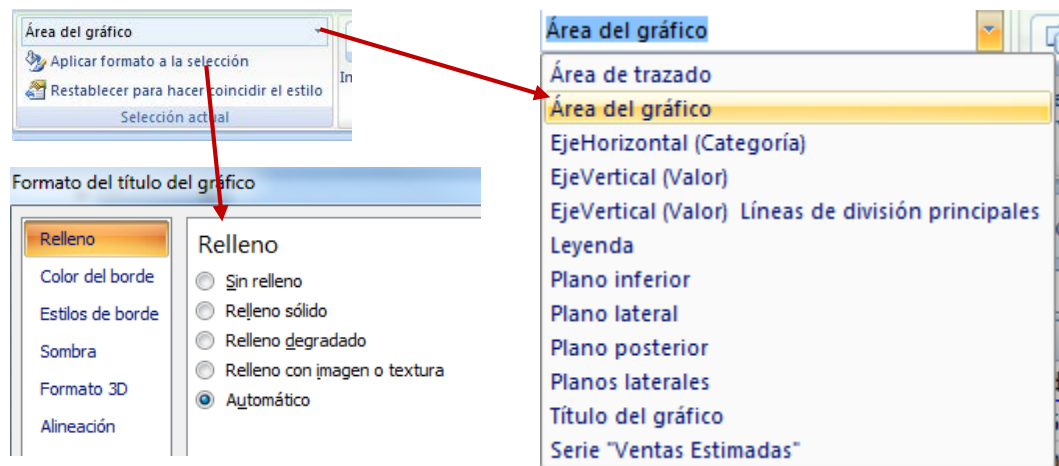 Área del gráfico
Aplicar formato a la selección
Restablecer para hacer coincidir el estilo
Selección actual
In
Formato del título del gráfico
Relleno
Color del borde
Estilos de borde
Sombra
Formato 3D
Alineación
Relleno
Sin relleno
Relleno sólido
Relleno degradado
Relleno con imagen o textura
Automático
Área del gráfico
Área de trazado
Área del gráfico
EjeHorizontal (Categoría)
EjeVertical (Valor)
EjeVertical (Valor) Líneas de división principales
Leyenda
Plano inferior
Plano lateral
Plano posterior
Planos laterales
Título del gráfico
Serie "Ventas Estimadas"